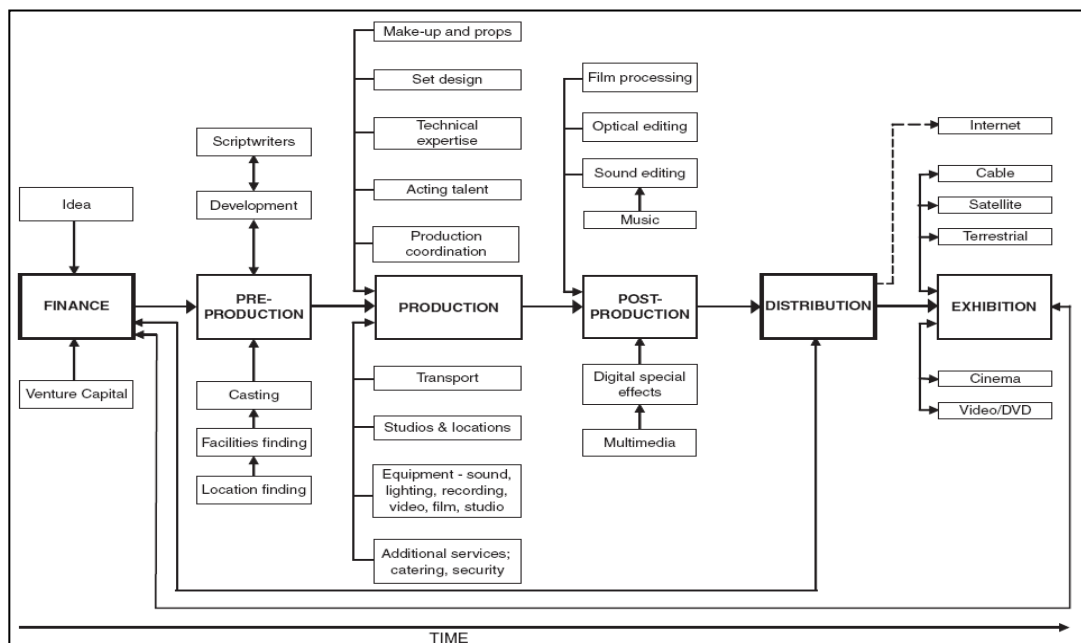 Make-up and props
Set design
Technical
expertise
Acting talent
Production
coordination
Film processing
Optical editing
Sound editing
Music
Scriptwriters
Development
Idea
Internet
Cable
Satellite
Terrestrial
FINANCE
PRE-
PRODUCTION
PRODUCTION
POST-
PRODUCTION
DISTRIBUTION
EXHIBITION
Venture Capital
Casting
Facilities finding
Location finding
Transport
Studios & locations
Equipment - sound,
lighting, recording,
video, film, studio
Additional services;
catering, security
Digital special
effects
Multimedia
Cinema
Video/DVD
TIME